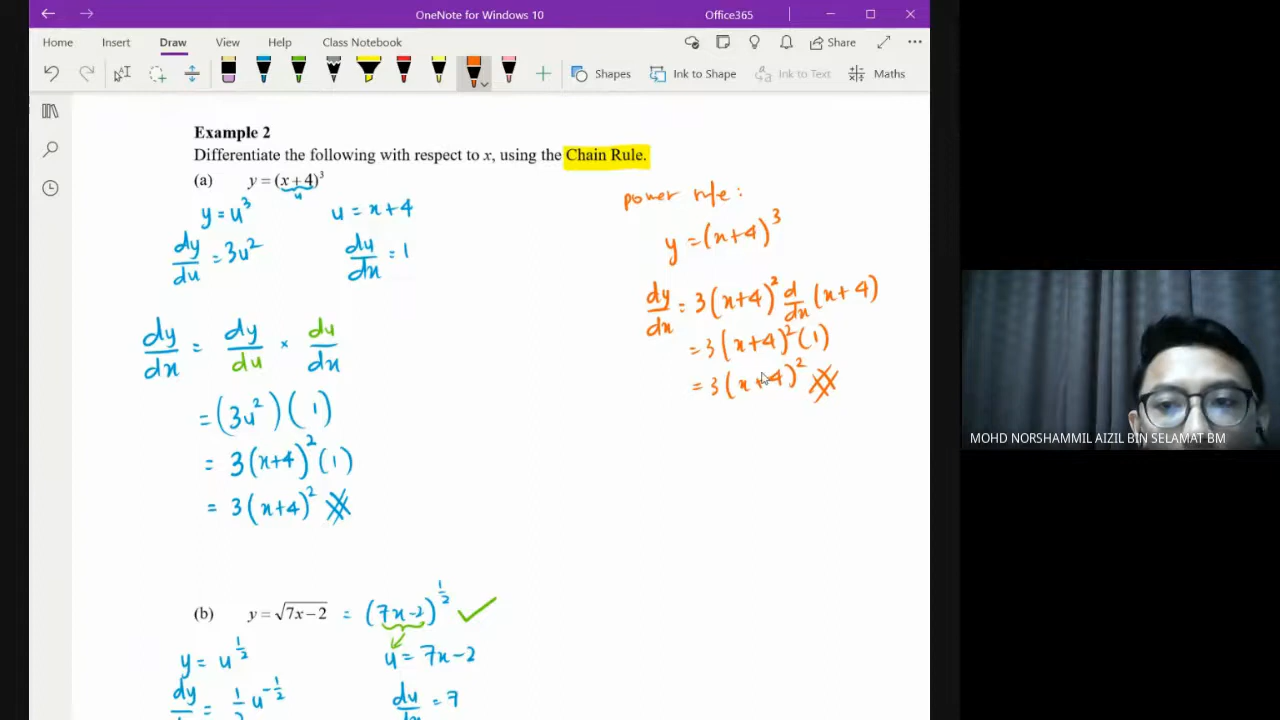 OneNote for Windows 10
Office365
Home Insert Draw View Help Class Notebook
Share
Shapes Ink to Shape Ink to Text Maths
Example 2
Differentiate the following with respect to x, using the Chain Rule.
(a) y = (x + 4)³
u
y = u³ u = x+4
dy/du = 3u² du/dx = 1
dy/dx = dy/du × du/dx
= (3u²)(1)
= 3(x+4)²(1)
= 3(x+4)²
power rule:
y = (x+4)³
dy/dx = 3(x+4)² d/dx (x+4)
= 3(x+4)²(1)
= 3(x+4)²
(b) y = √7x − 2 = (7x−2)^1/2
y = u^1/2 u = 7x−2
dy = 1/2 u^-1/2 du/dx = 7
MOHD NORSHAMMIL AIZIL BIN SELAMAT BM